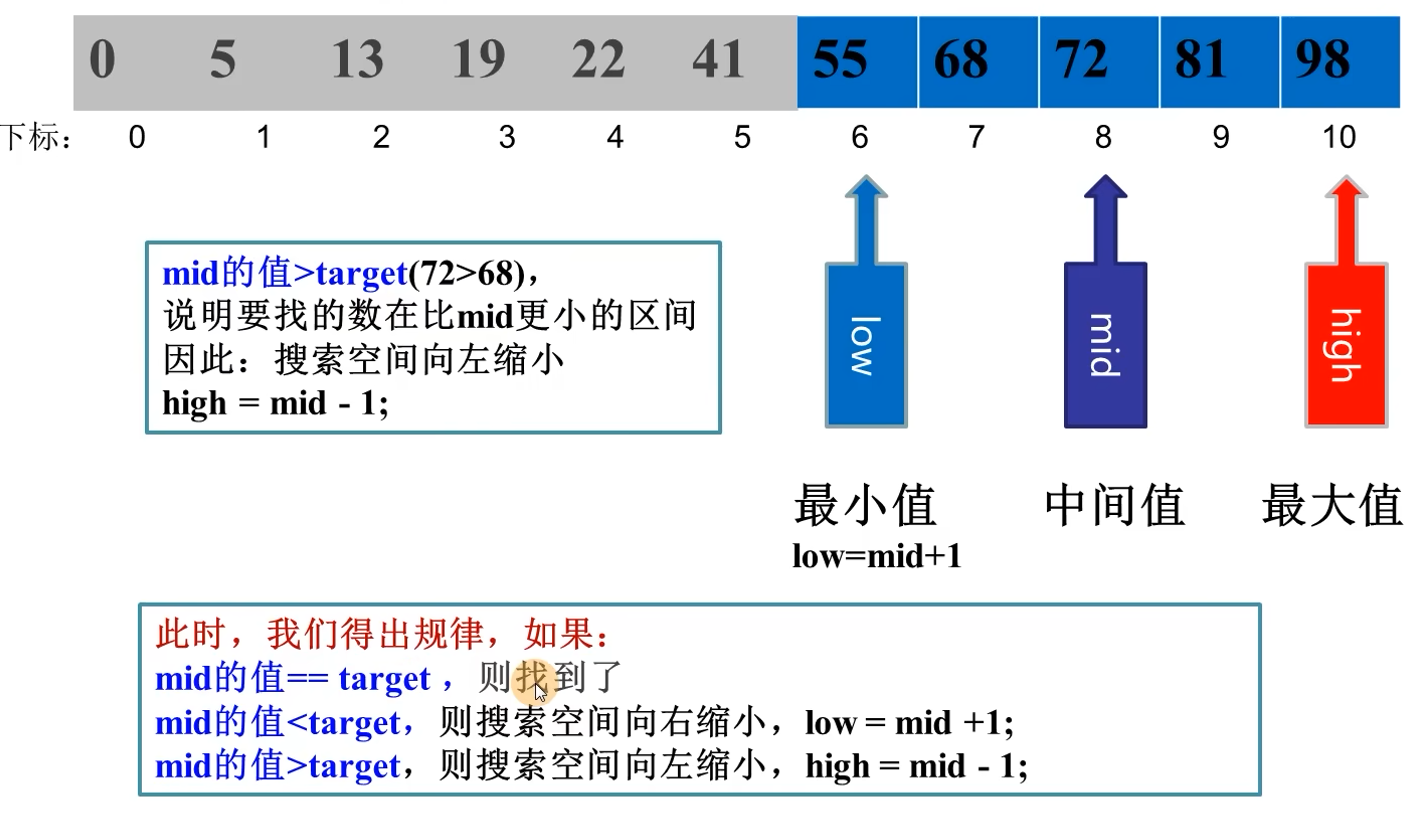 0 5 13 19 22 41 55 68 72 81 98
下标： 0 1 2 3 4 5 6 7 8 9 10
mid的值>target(72>68)，
说明要找的数在比mid更小的区间
因此：搜索空间向左缩小
high = mid - 1;
low mid high
最小值 中间值 最大值
low=mid+1
此时，我们得出规律，如果：
mid的值== target ，则找到了
mid的值<target，则搜索空间向右缩小，low = mid +1;
mid的值>target，则搜索空间向左缩小，high = mid - 1;